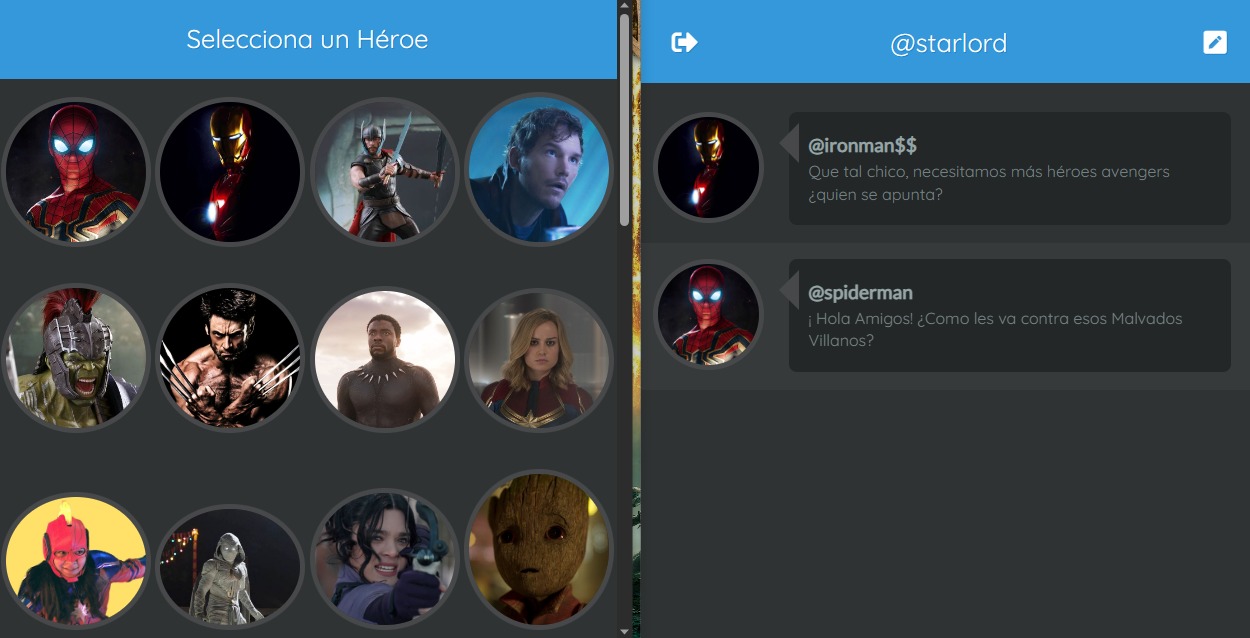 Selecciona un Héroe
@starlord
@ironman$$
Que tal chico, necesitamos más héroes avengers
¿quien se apunta?
@spiderman
¡ Hola Amigos! ¿Como les va contra esos Malvados
Villanos?